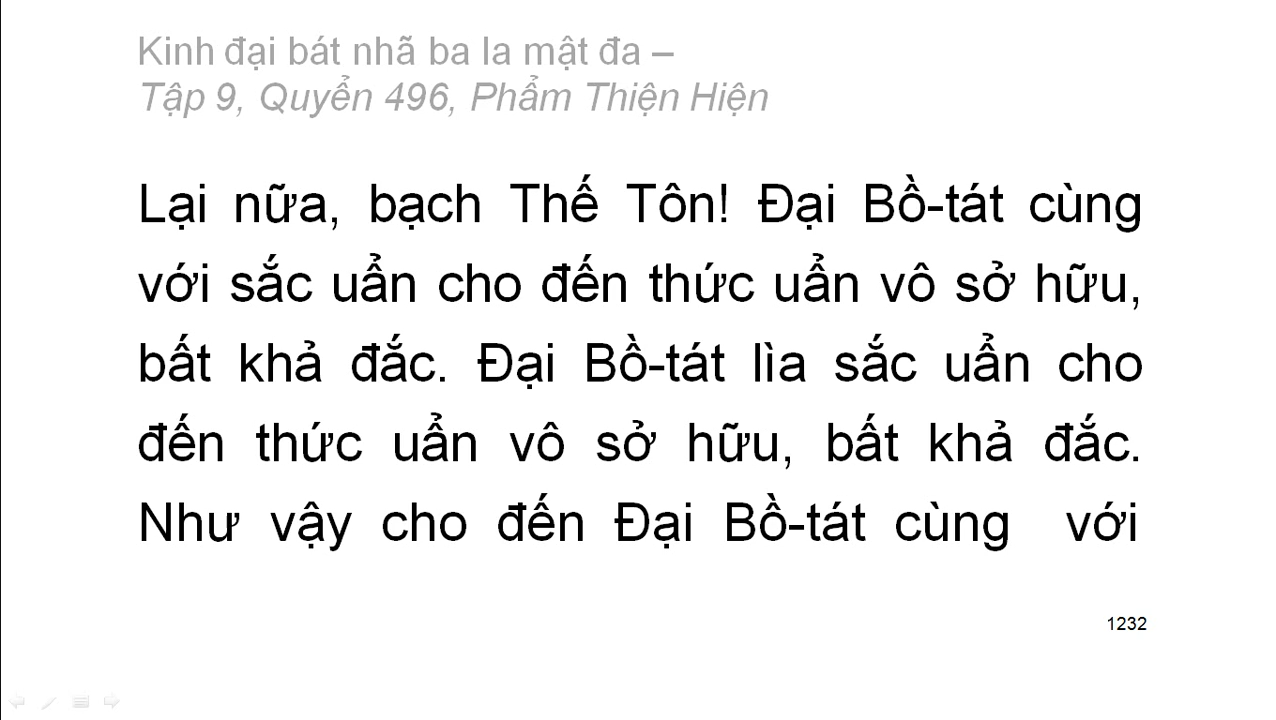 Kinh đại bát nhã ba la mật đa –
Tập 9, Quyển 496, Phẩm Thiện Hiện
Lại nữa, bạch Thế Tôn! Đại Bồ-tát cùng
với sắc uẩn cho đến thức uẩn vô sở hữu,
bất khả đắc. Đại Bồ-tát lìa sắc uẩn cho
đến thức uẩn vô sở hữu, bất khả đắc.
Như vậy cho đến Đại Bồ-tát cùng với
1232